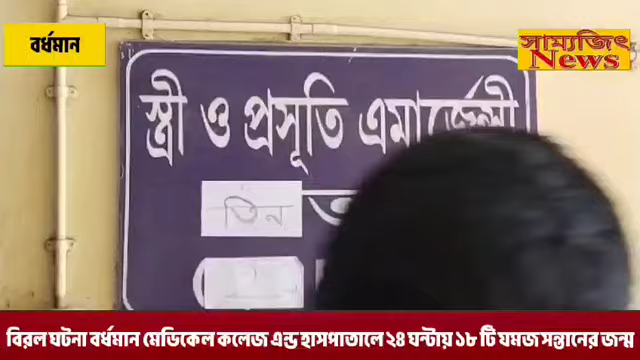 বর্ধমান
সাম্যজিৎ
News
স্ত্রী ও প্রসূতি এমার্জেন্সী
তিন
বিরল ঘটনা বর্ধমান মেডিকেল কলেজ এন্ড হাসপাতালে ২৪ ঘন্টায় ১৮ টি যমজ সন্তানের জন্ম